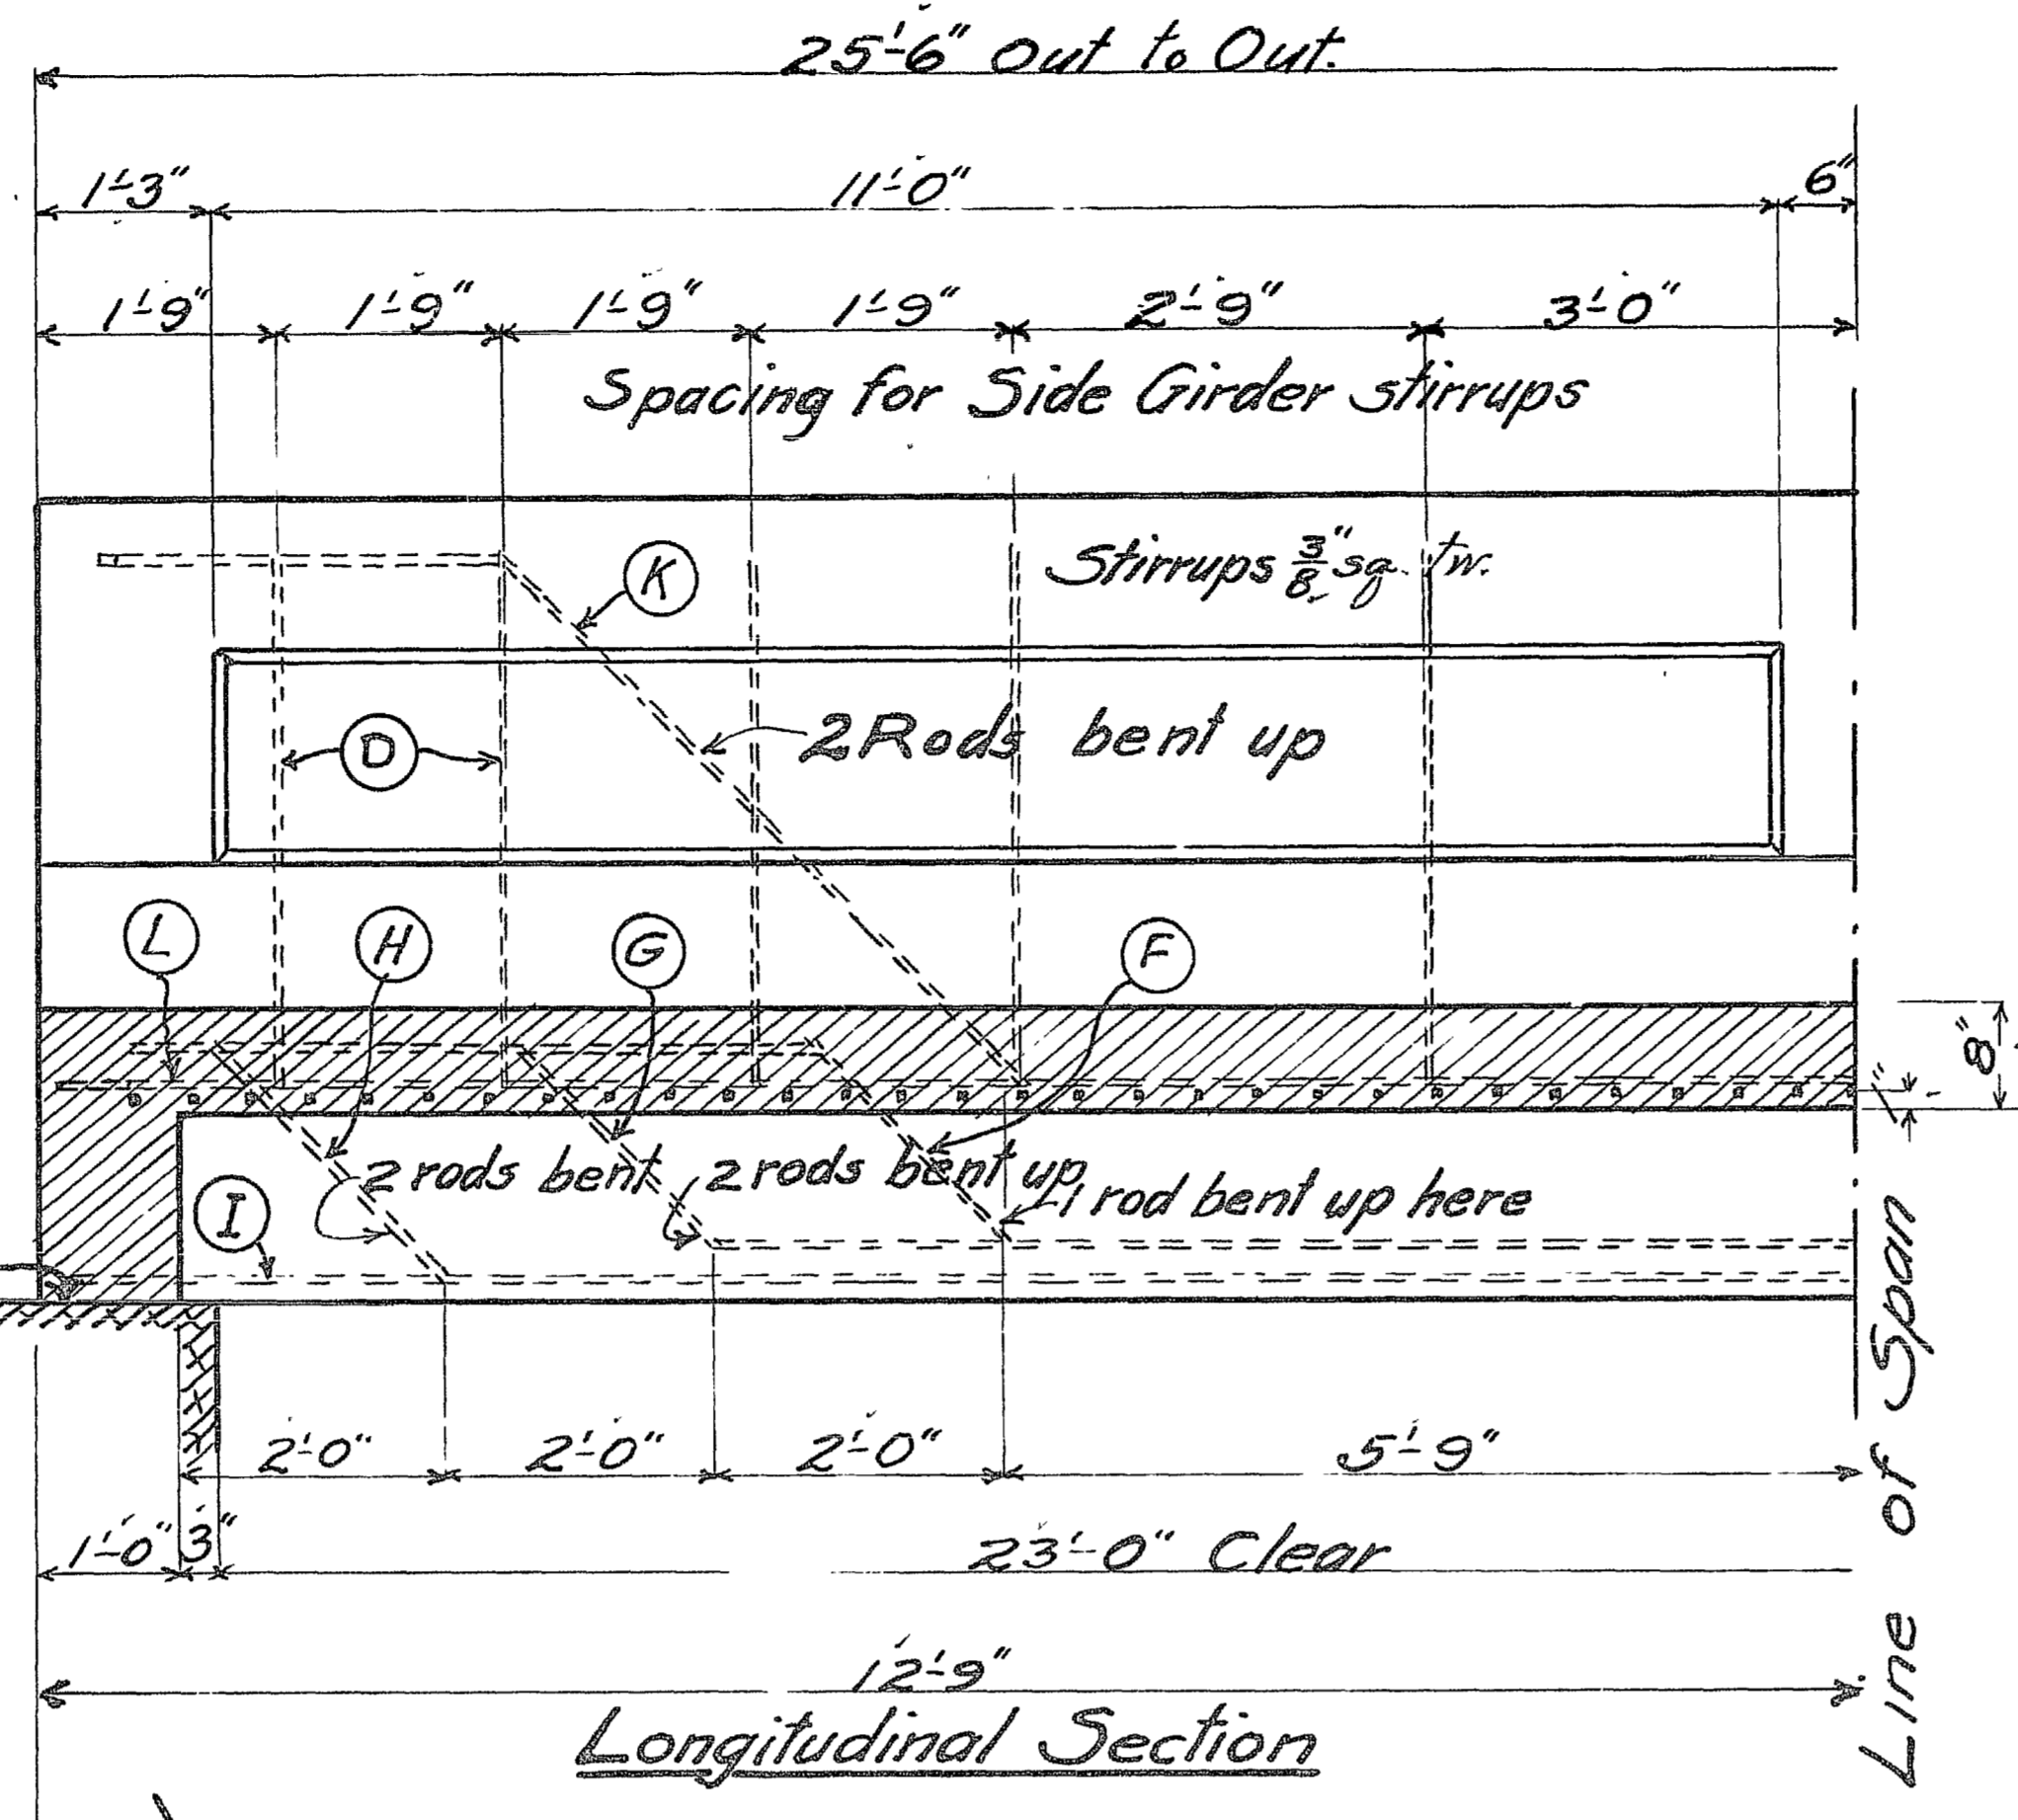 25'-6" Out to Out.
1'-3" 11'-0" 6"
1'-9" 1'-9" 1'-9" 1'-9" 2'-9" 3'-0"
Spacing for Side Girder stirrups
Stirrups 3/8" sq. tw.
K
D
2 Rods bent up
L H G F
8"
1"
2 rods bent 2 rods bent up 1 rod bent up here
I
2'-0" 2'-0" 2'-0" 5'-9"
1'-0" 3" 23'-0" Clear
12'-9"
Line of Span
Longitudinal Section